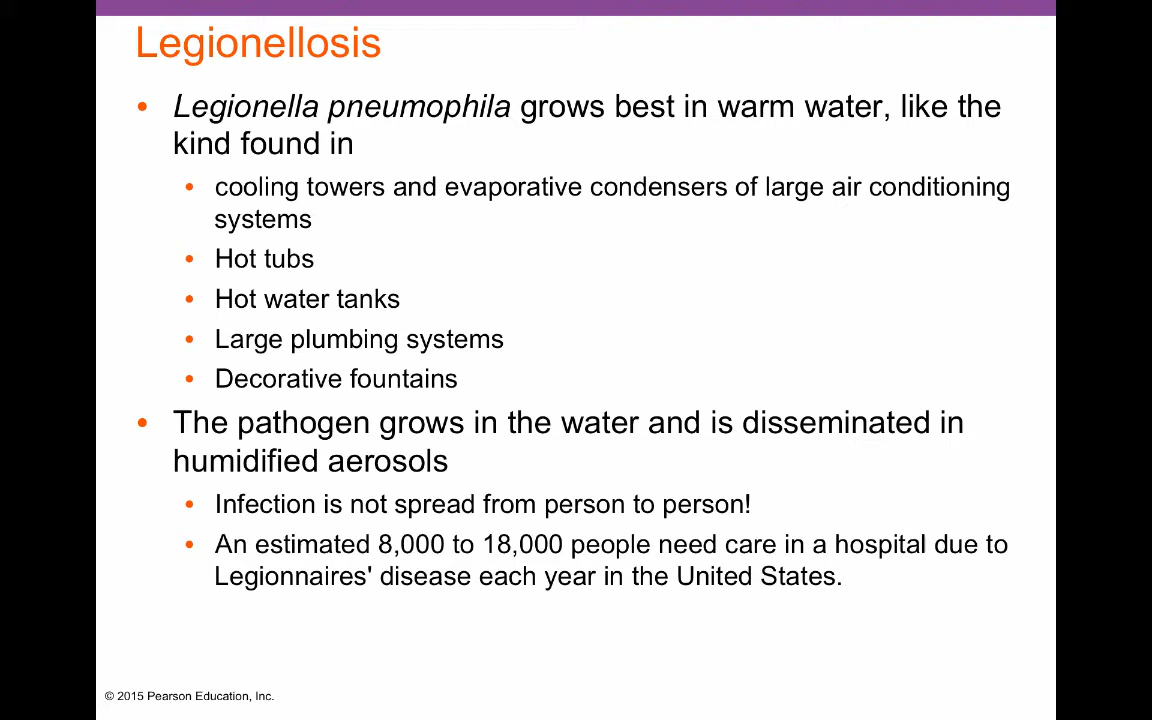 Legionellosis
• Legionella pneumophila grows best in warm water, like the
kind found in
• cooling towers and evaporative condensers of large air conditioning
systems
• Hot tubs
• Hot water tanks
• Large plumbing systems
• Decorative fountains
• The pathogen grows in the water and is disseminated in
humidified aerosols
• Infection is not spread from person to person!
• An estimated 8,000 to 18,000 people need care in a hospital due to
Legionnaires' disease each year in the United States.
© 2015 Pearson Education, Inc.